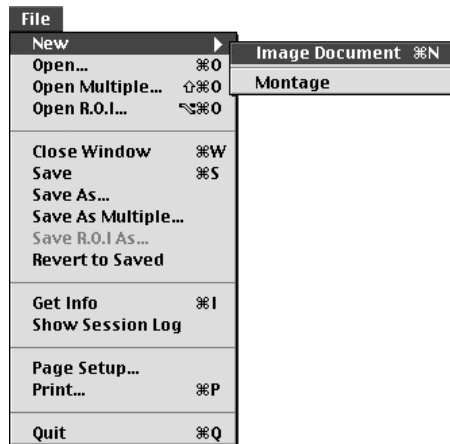 File
New
Image Document ⌘N
Montage
Open... ⌘O
Open Multiple... ⇧⌘O
Open R.O.I... ⌥⌘O
Close Window ⌘W
Save ⌘S
Save As...
Save As Multiple...
Save R.O.I As...
Revert to Saved
Get Info ⌘I
Show Session Log
Page Setup...
Print... ⌘P
Quit ⌘Q